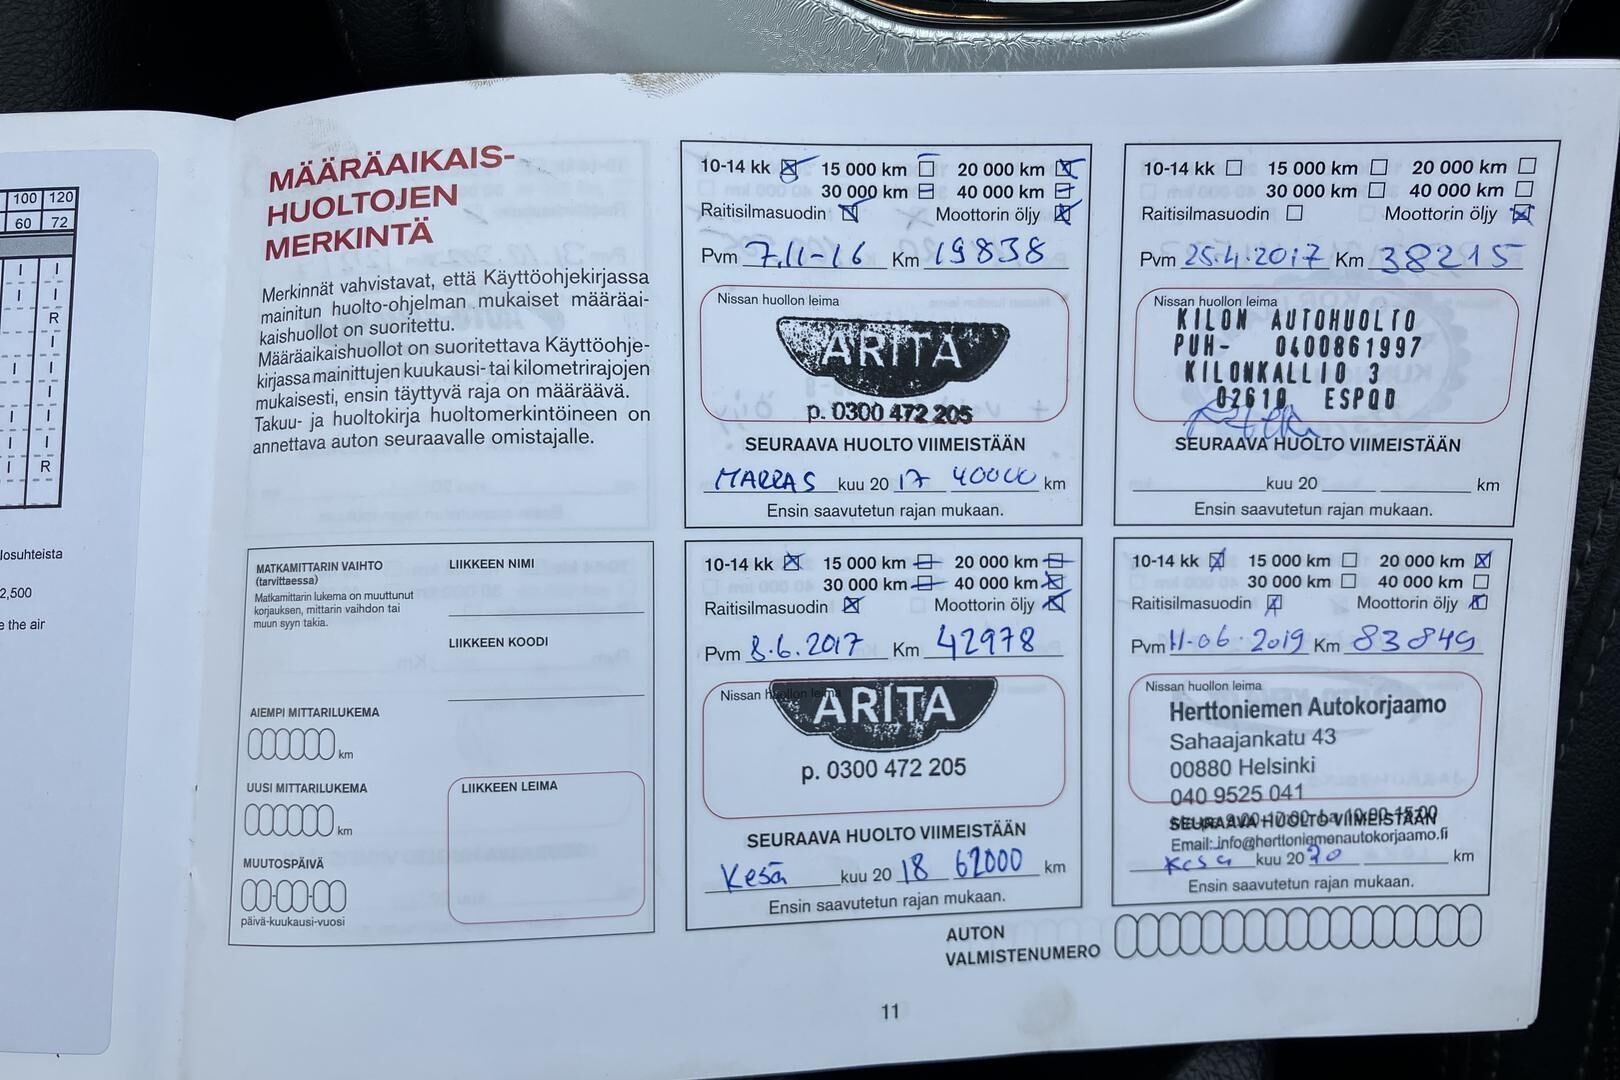 100 120
60 72
I I
I I
R
I
I I
I
I I
I I
I R
losuhteista
2,500
e the air
MÄÄRÄAIKAIS-
HUOLTOJEN
MERKINTÄ
Merkinnät vahvistavat, että Käyttöohjekirjassa
mainitun huolto-ohjelman mukaiset määräai-
kaishuollot on suoritettu.
Määräaikaishuollot on suoritettava Käyttöohje-
kirjassa mainittujen kuukausi- tai kilometrirajojen
mukaisesti, ensin täyttyvä raja on määräävä.
Takuu- ja huoltokirja huoltomerkintöineen on
annettava auton seuraavalle omistajalle.
MATKAMITTARIN VAIHTO
(tarvittaessa)
Matkamittarin lukema on muuttunut
korjauksen, mittarin vaihdon tai
muun syyn takia.
LIIKKEEN NIMI
LIIKKEEN KOODI
AIEMPI MITTARILUKEMA
km
UUSI MITTARILUKEMA
km
MUUTOSPÄIVÄ
päivä-kuukausi-vuosi
LIIKKEEN LEIMA
10-14 kk 15 000 km 20 000 km
30 000 km 40 000 km
Raitisilmasuodin Moottorin öljy
Pvm 7.11-16 Km 19838
Nissan huollon leima
ARITA
p. 0300 472 205
SEURAAVA HUOLTO VIIMEISTÄÄN
MARRAS kuu 20 17 40000 km
Ensin saavutetun rajan mukaan.
10-14 kk 15 000 km 20 000 km
30 000 km 40 000 km
Raitisilmasuodin Moottorin öljy
Pvm 25.4.2017 Km 38215
Nissan huollon leima
KILON AUTOHUOLTO
PUH- 0400861997
KILONKALLIO 3
02610 ESPOO
SEURAAVA HUOLTO VIIMEISTÄÄN
kuu 20 km
Ensin saavutetun rajan mukaan.
10-14 kk 15 000 km 20 000 km
30 000 km 40 000 km
Raitisilmasuodin Moottorin öljy
Pvm 8.6.2017 Km 42978
Nissan huollon leima
ARITA
p. 0300 472 205
SEURAAVA HUOLTO VIIMEISTÄÄN
Kesä kuu 20 18 62000 km
Ensin saavutetun rajan mukaan.
10-14 kk 15 000 km 20 000 km
30 000 km 40 000 km
Raitisilmasuodin Moottorin öljy
Pvm 11-06.2019 Km 83849
Nissan huollon leima
Herttoniemen Autokorjaamo
Sahaajankatu 43
00880 Helsinki
040 9525 041
SEURAAVA HUOLTO VIIMEISTÄÄN
Email: info@herttoniemenautokorjaamo.fi
Kesä kuu 20 20 km
Ensin saavutetun rajan mukaan.
AUTON
VALMISTENUMERO
11